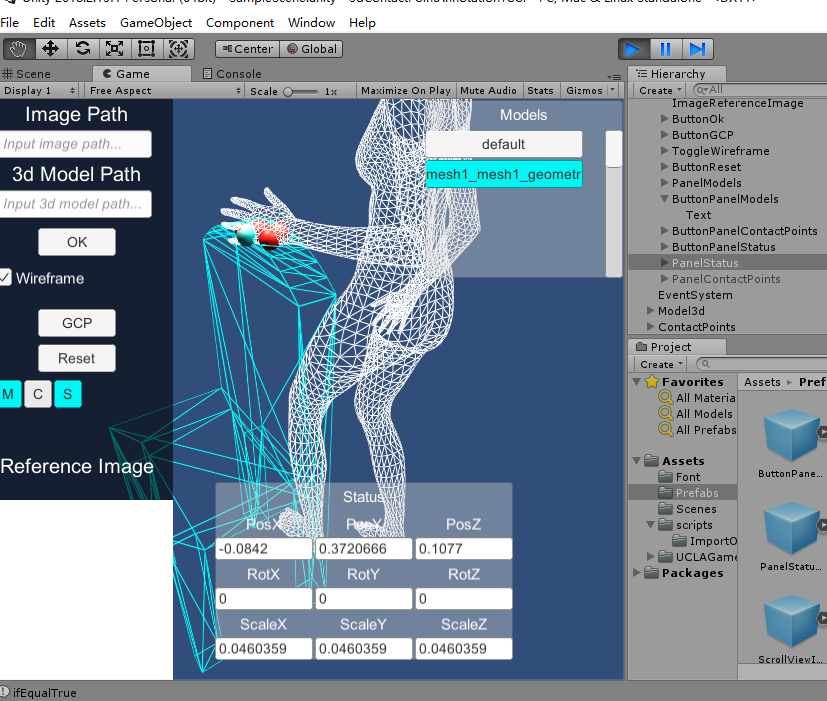 File Edit Assets GameObject Component Window Help
Center Global
Scene Game Console
Display 1 Free Aspect Scale 1x Maximize On Play Mute Audio Stats Gizmos
Image Path
Input image path...
3d Model Path
Input 3d model path...
OK
Wireframe
GCP
Reset
M C S
Reference Image
Models
default
mesh1_mesh1_geometr
Status
PosX PosY PosZ
-0.0842 0.3720666 0.1077
RotX RotY RotZ
0 0 0
ScaleX ScaleY ScaleZ
0.0460359 0.0460359 0.0460359
Hierarchy
Create All
ImageReferenceImage
ButtonOk
ButtonGCP
ToggleWireframe
ButtonReset
PanelModels
ButtonPanelModels
Text
ButtonPanelContactPoints
ButtonPanelStatus
PanelStatus
PanelContactPoints
EventSystem
Model3d
ContactPoints
Project
Create
Favorites
All Materia
All Models
All Prefabs
Assets
Font
Prefabs
Scenes
scripts
ImportO
UCLAGame
Packages
Assets Pref
ButtonPane...
PanelStatu...
ScrollViewI...
ifEqualTrue